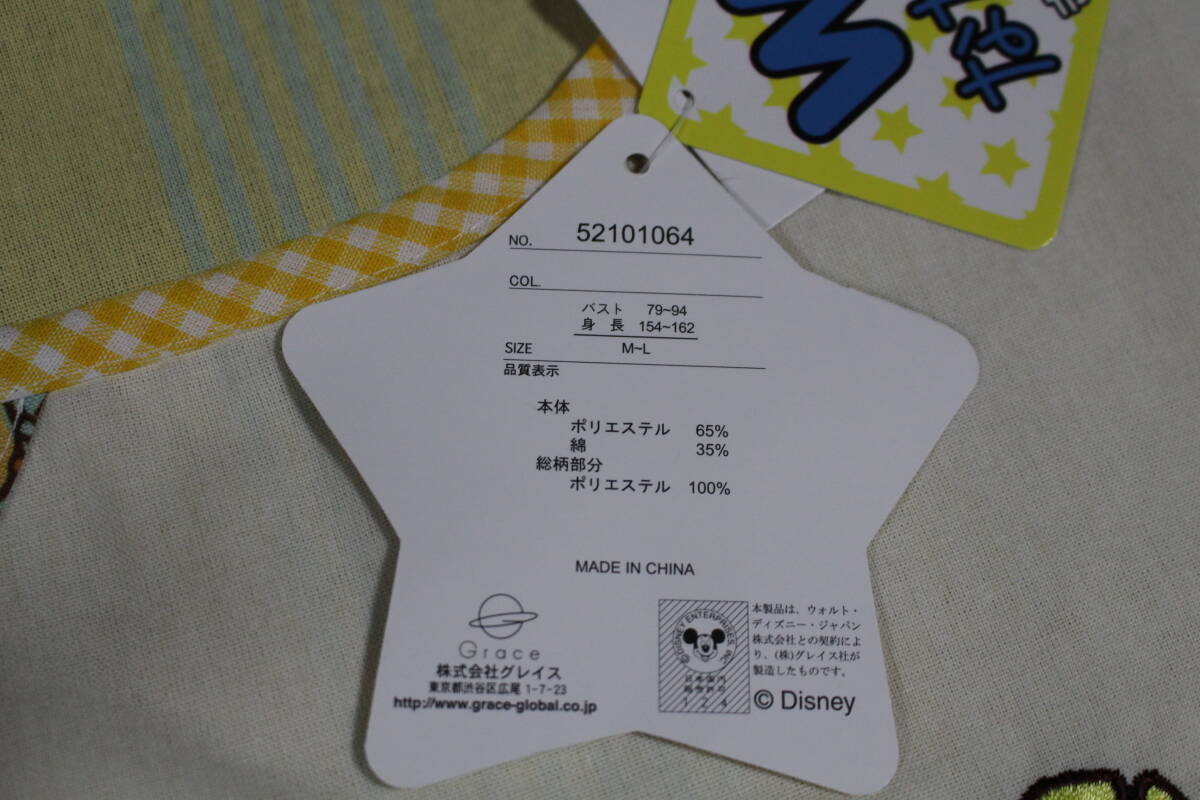 NO. 52101064
COL.
バスト 79~94
身長 154~162
SIZE M~L
品質表示
本体
ポリエステル 65%
綿 35%
総柄部分
ポリエステル 100%
MADE IN CHINA
Grace
株式会社グレイス
東京都渋谷区広尾 1-7-23
http://www.grace-global.co.jp
©DISNEY ENTERPRISES INC.
124
本製品は、ウォルト・
ディズニー・ジャパン
株式会社との契約によ
り、(株)グレイス社が
製造したものです。
© Disney